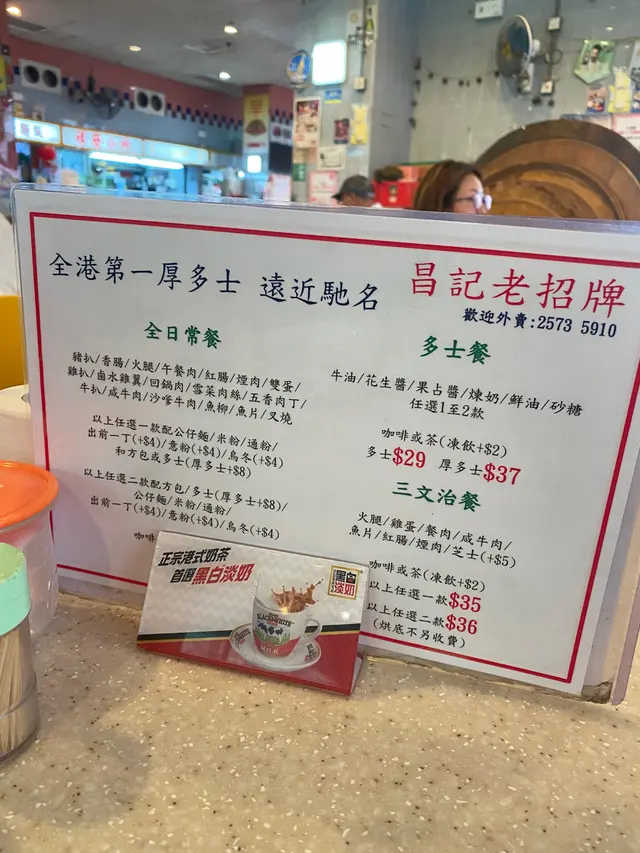 全港第一厚多士 遠近馳名
昌記老招牌
歡迎外賣:2573 5910
全日常餐
豬扒/香腸/火腿/午餐肉/紅腸/煙肉/雙蛋/
雞扒/鹵水雞翼/回鍋肉/雪菜肉絲/五香肉丁/
牛扒/咸牛肉/沙爹牛肉/魚柳/魚片/叉燒
以上任選一款配公仔麵/米粉/通粉/
出前一丁(+$4)/意粉(+$4)/烏冬(+$4)
和方包或多士(厚多士+$8)
以上任選二款配方包/多士(厚多士+$8)/
公仔麵/米粉/通粉/
出前一丁(+$4)/意粉(+$4)/烏冬(+$4)
咖啡
多士餐
牛油/花生醬/果占醬/煉奶/鮮油/砂糖
任選1至2款
咖啡或茶(凍飲+$2)
多士$29 厚多士$37
三文治餐
火腿/雞蛋/餐肉/咸牛肉/
魚片/紅腸/煙肉/芝士(+$5)
咖啡或茶(凍飲+$2)
以上任選一款$35
以上任選二款$36
(烘底不另收費)
正宗港式奶茶
首選黑白淡奶
黑白
淡奶
BLACK&WHITE
MILK